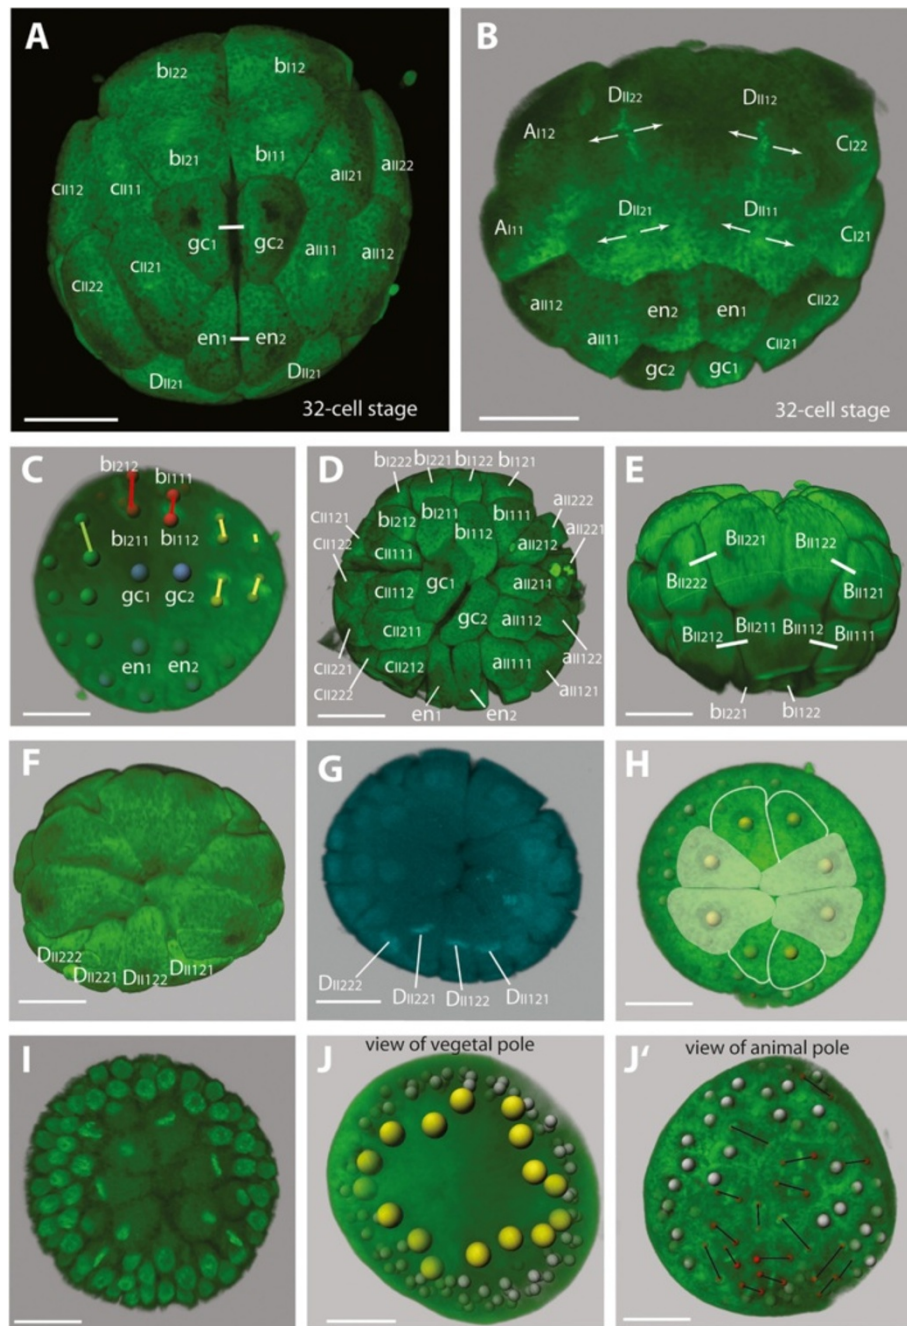 A
bI22
bI12
bI21
bI11
aII22
aII21
cII12
cII11
gc1
gc2
aII11
aII12
cII21
cII22
en1
en2
DII21
DII21
32-cell stage
B
DII22
DII12
AI12
CI22
DII21
DII11
AI11
CI21
aII12
en2
en1
cII22
aII11
cII21
gc2
gc1
32-cell stage
C
bI212
bI111
bI211
bI112
gc1
gc2
en1
en2
D
bI222
bI221
bI122
bI121
cII121
bI212
bI211
bI112
bI111
aII222
aII221
cII122
cII111
aII212
cII112
gc1
aII211
cII211
gc2
aII112
cII221
cII212
aII111
aII122
cII222
aII121
en1
en2
E
BII221
BII122
BII222
BII121
BII212
BII211
BII112
BII111
bI221
bI122
F
DII222
DII221
DII122
DII121
G
DII222
DII221
DII122
DII121
H
I
J
view of vegetal pole
J’
view of animal pole